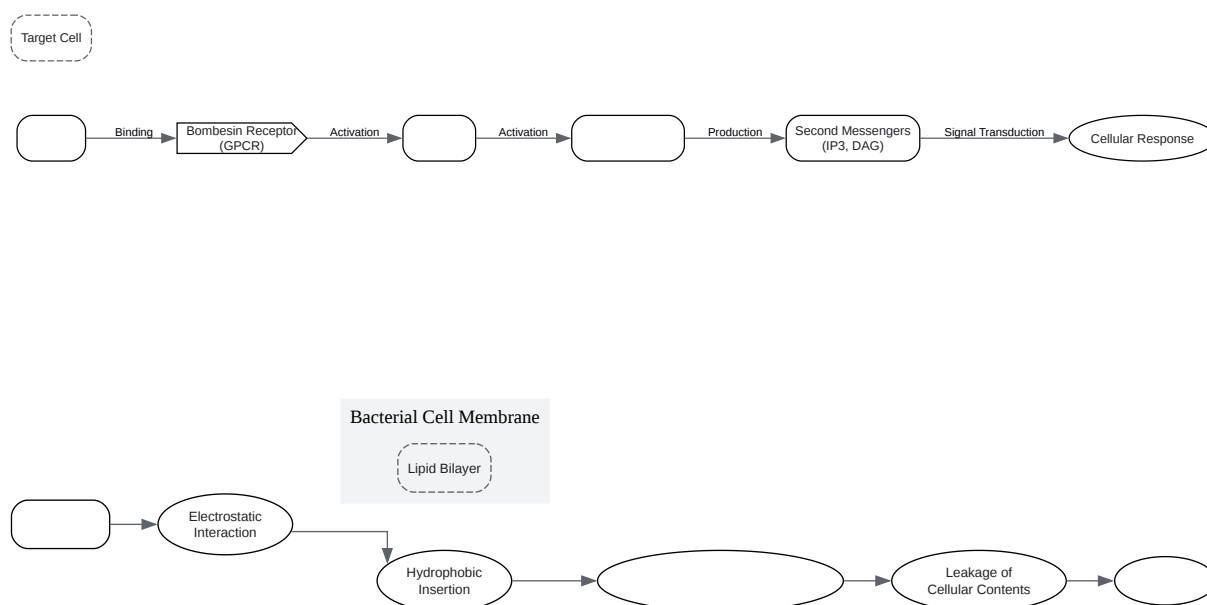 Target Cell
Binding
Bombesin Receptor
(GPCR)
Activation
Activation
Production
Second Messengers
(IP3, DAG)
Signal Transduction
Cellular Response
Bacterial Cell Membrane
Lipid Bilayer
Electrostatic
Interaction
Hydrophobic
Insertion
Leakage of
Cellular Contents